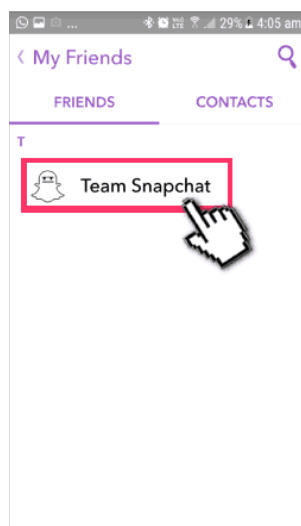 ... 29% 4:05 am
My Friends
FRIENDS CONTACTS
T
Team Snapchat